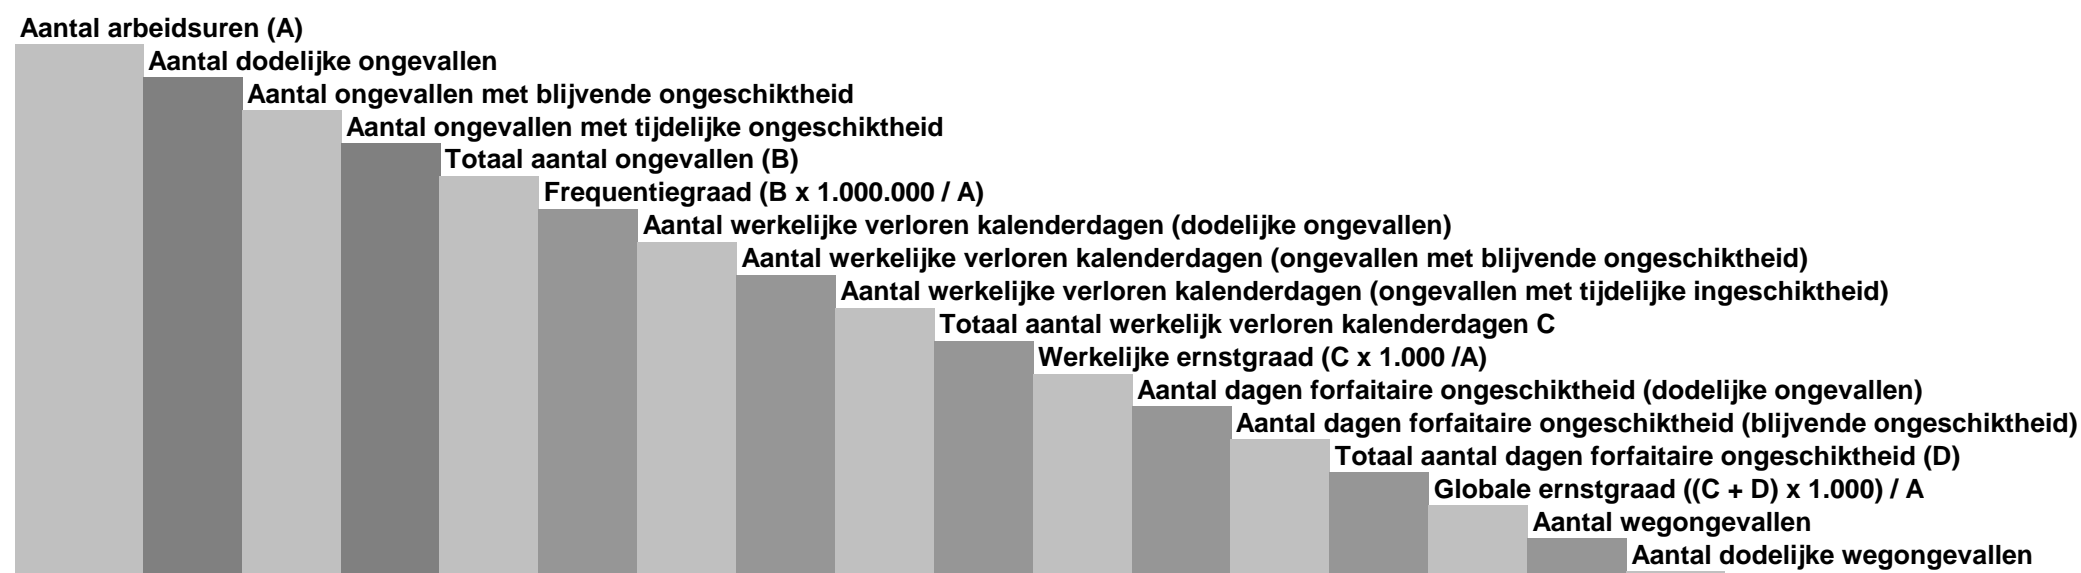 Aantal arbeidsuren (A)
Aantal dodelijke ongevallen
Aantal ongevallen met blijvende ongeschiktheid
Aantal ongevallen met tijdelijke ongeschiktheid
Totaal aantal ongevallen (B)
Frequentiegraad (B x 1.000.000 / A)
Aantal werkelijke verloren kalenderdagen (dodelijke ongevallen)
Aantal werkelijke verloren kalenderdagen (ongevallen met blijvende ongeschiktheid)
Aantal werkelijke verloren kalenderdagen (ongevallen met tijdelijke ingeschiktheid)
Totaal aantal werkelijk verloren kalenderdagen C
Werkelijke ernstgraad (C x 1.000 /A)
Aantal dagen forfaitaire ongeschiktheid (dodelijke ongevallen)
Aantal dagen forfaitaire ongeschiktheid (blijvende ongeschiktheid)
Totaal aantal dagen forfaitaire ongeschiktheid (D)
Globale ernstgraad ((C + D) x 1.000) / A
Aantal wegongevallen
Aantal dodelijke wegongevallen